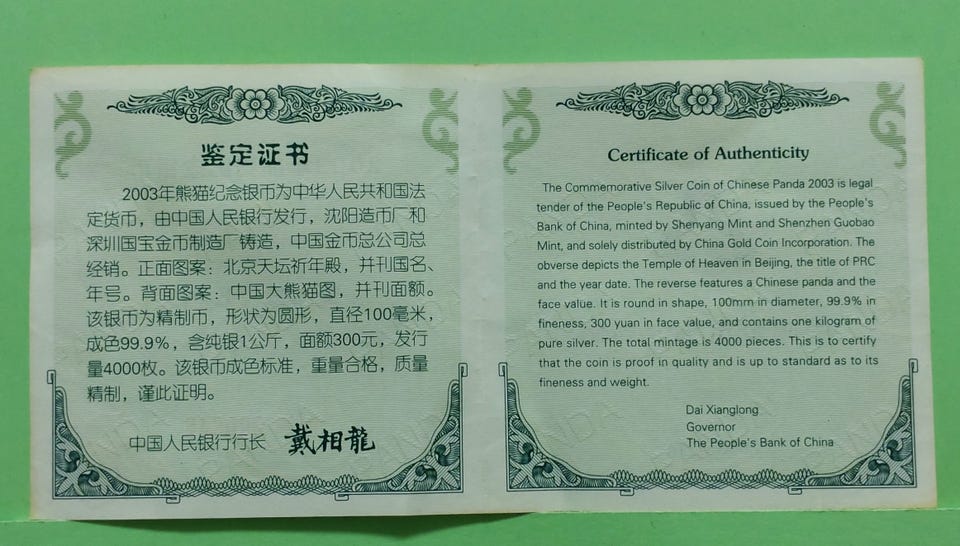 鉴定证书
2003年熊猫纪念银币为中华人民共和国法
定货币，由中国人民银行发行，沈阳造币厂和
深圳国宝金币制造厂铸造，中国金币总公司总
经销。正面图案：北京天坛祈年殿，并刊国名、
年号。背面图案：中国大熊猫图，并刊面额。
该银币为精制币，形状为圆形，直径100毫米，
成色99.9%，含纯银1公斤，面额300元，发行
量4000枚。该银币成色标准，重量合格，质量
精制，谨此证明。
中国人民银行行长 戴相龍
Certificate of Authenticity
The Commemorative Silver Coin of Chinese Panda 2003 is legal
tender of the People's Republic of China, issued by the People's
Bank of China, minted by Shenyang Mint and Shenzhen Guobao
Mint, and solely distributed by China Gold Coin Incorporation. The
obverse depicts the Temple of Heaven in Beijing, the title of PRC
and the year date. The reverse features a Chinese panda and the
face value. It is round in shape, 100mm in diameter, 99.9% in
fineness, 300 yuan in face value, and contains one kilogram of
pure silver. The total mintage is 4000 pieces. This is to certify
that the coin is proof in quality and is up to standard as to its
fineness and weight.
Dai Xianglong
Governor
The People's Bank of China